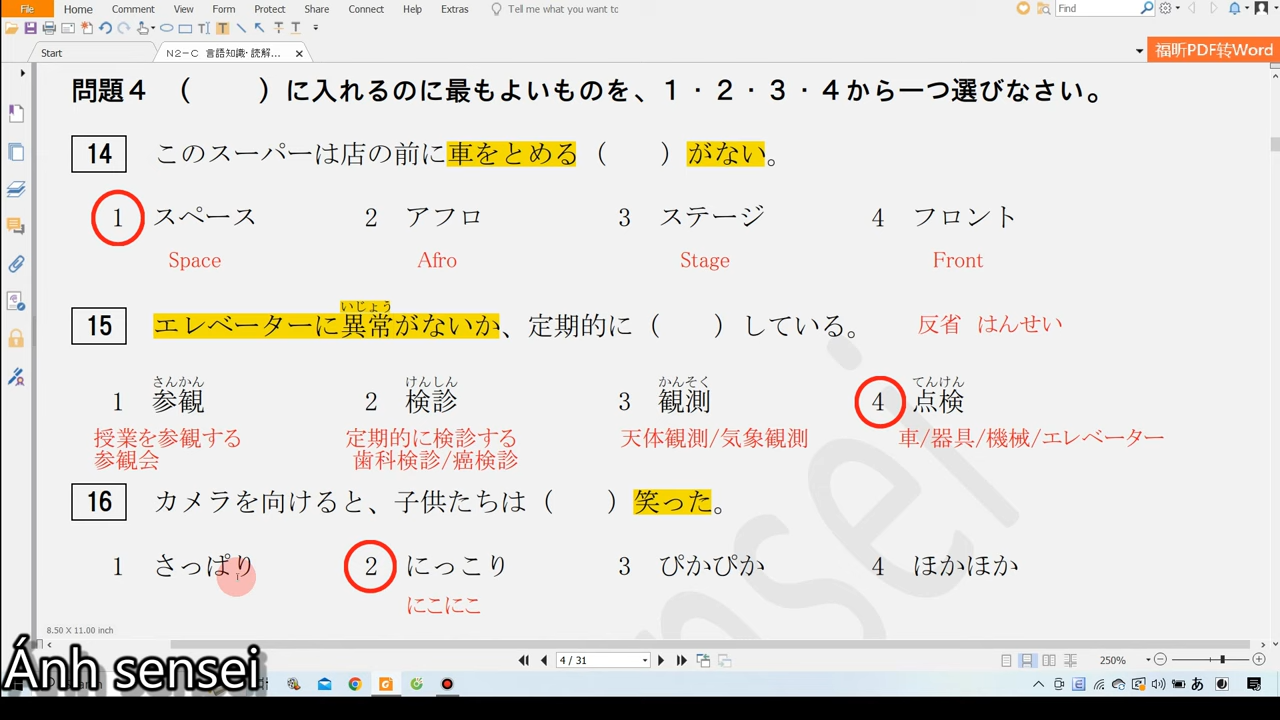 File Home Comment View Form Protect Share Connect Help Extras Tell me what you want to Find
Start N2-C 言語知識・読解...
福昕PDF转Word
問題4 （　　）に入れるのに最もよいものを、1・2・3・4から一つ選びなさい。
14 このスーパーは店の前に車をとめる（　　）がない。
1 スペース 2 アフロ 3 ステージ 4 フロント
Space Afro Stage Front
いじょう
15 エレベーターに異常がないか、定期的に（　　）している。 反省 はんせい
さんかん けんしん かんそく てんけん
1 参観 2 検診 3 観測 4 点検
授業を参観する 定期的に検診する 天体観測/気象観測 車/器具/機械/エレベーター
参観会 歯科検診/癌検診
16 カメラを向けると、子供たちは（　　）笑った。
1 さっぱり 2 にっこり 3 ぴかぴか 4 ほかほか
にこにこ
nsei
8.50 X 11.00 inch
Ánh sensei
4 / 31 250%
あ